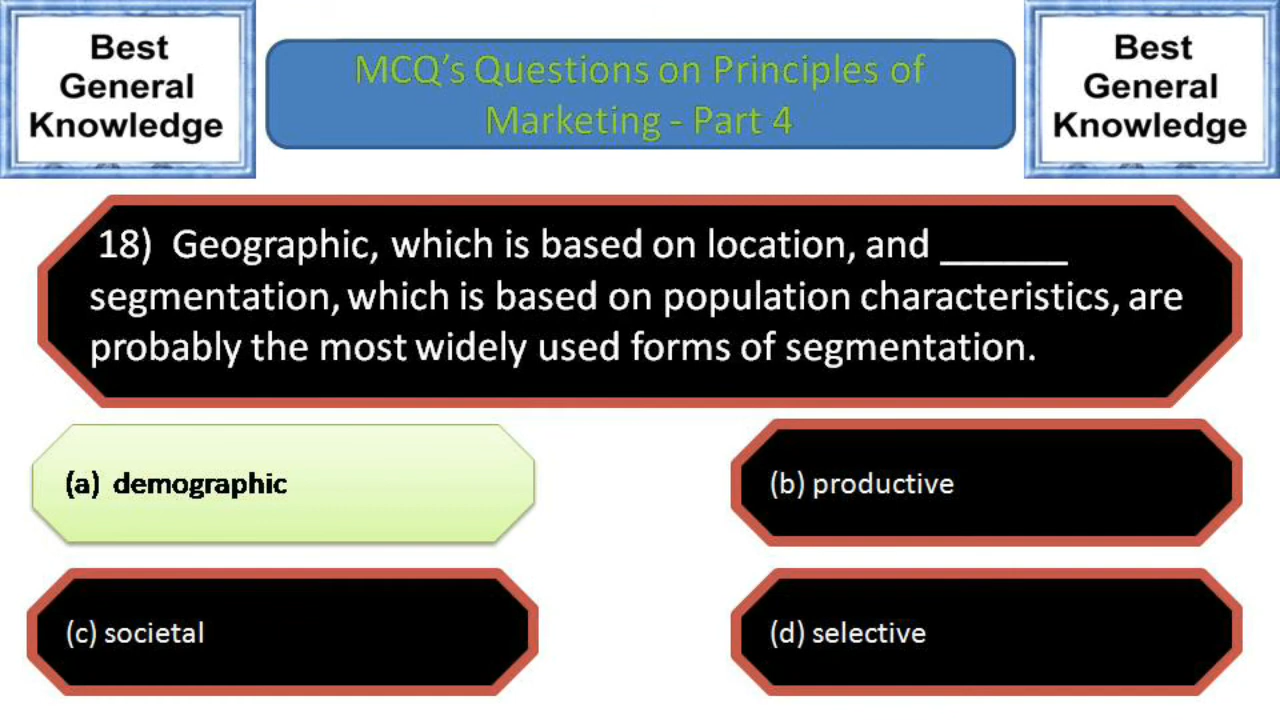 Best
General
Knowledge
MCQ's Questions on Principles of
Marketing - Part 4
Best
General
Knowledge
18) Geographic, which is based on location, and ______
segmentation, which is based on population characteristics, are
probably the most widely used forms of segmentation.
(a) demographic
(b) productive
(c) societal
(d) selective